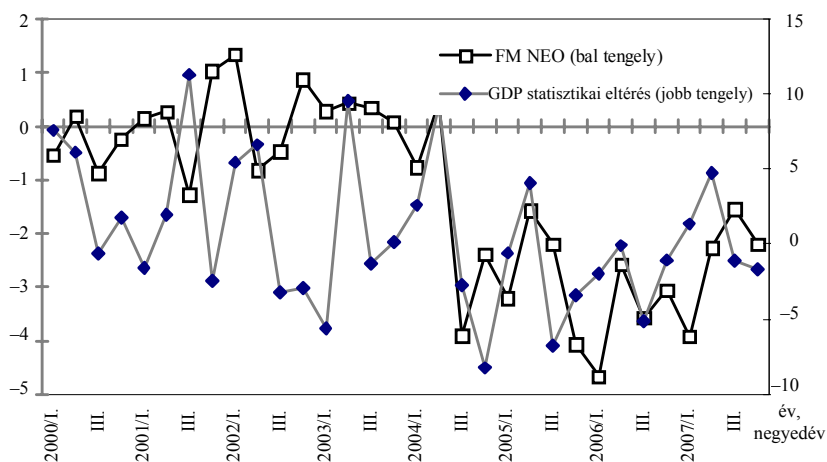 2
1
0
–1
–2
–3
–4
–5
15
10
5
0
–5
–10
FM NEO (bal tengely)
GDP statisztikai eltérés (jobb tengely)
2000/I.
III.
2001/I.
III.
2002/I.
III.
2003/I.
III.
2004/I.
III.
2005/I.
III.
2006/I.
III.
2007/I.
III.
év,
negyedév